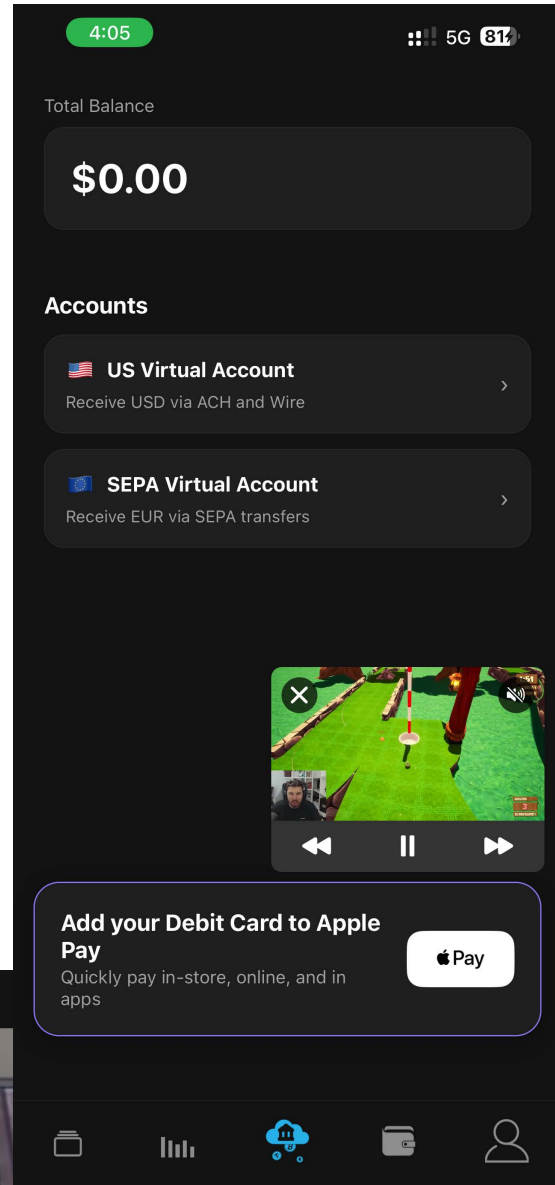 4:05
5G 81
Total Balance
$0.00
Accounts
US Virtual Account
Receive USD via ACH and Wire
SEPA Virtual Account
Receive EUR via SEPA transfers
Add your Debit Card to Apple
Pay
Quickly pay in-store, online, and in
apps
Pay